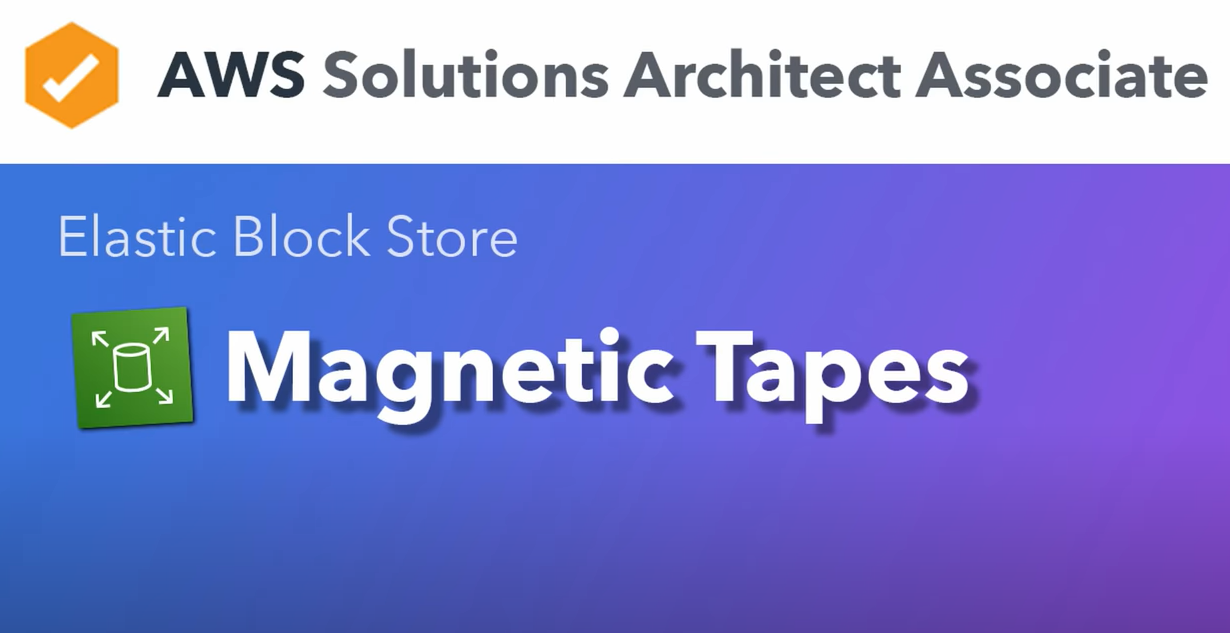 AWS Solutions Architect Associate
Elastic Block Store
Magnetic Tapes